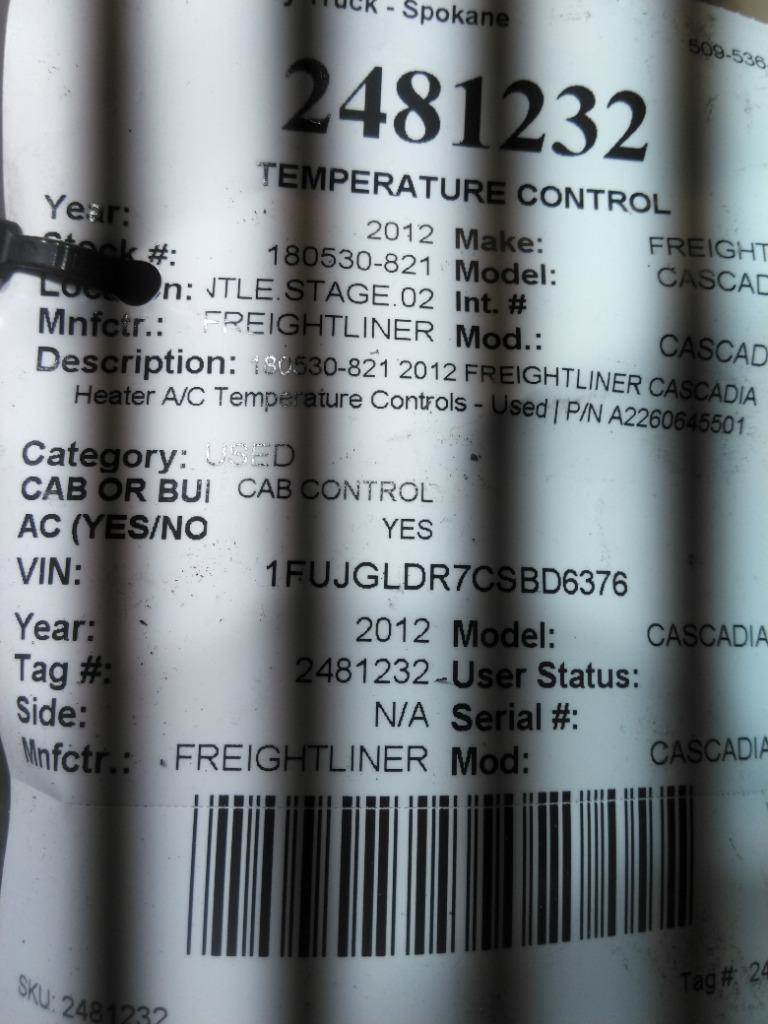 Truck - Spokane
509-536
2481232
TEMPERATURE CONTROL
Year: 2012 Make: FREIGHT
Stock #: 180530-821 Model: CASCAD
Location: NTLE.STAGE.02 Int. #
Mnfctr.: FREIGHTLINER Mod.: CASCAD
Description: 180530-821 2012 FREIGHTLINER CASCADIA
Heater A/C Temperature Controls - Used | P/N A2260645501
Category: USED
CAB OR BUI CAB CONTROL
AC (YES/NO YES
VIN: 1FUJGLDR7CSBD6376
Year: 2012 Model: CASCADIA
Tag #: 2481232 User Status:
Side: N/A Serial #:
Mnfctr.: FREIGHTLINER Mod: CASCADIA
SKU: 2481232 Tag#: 24